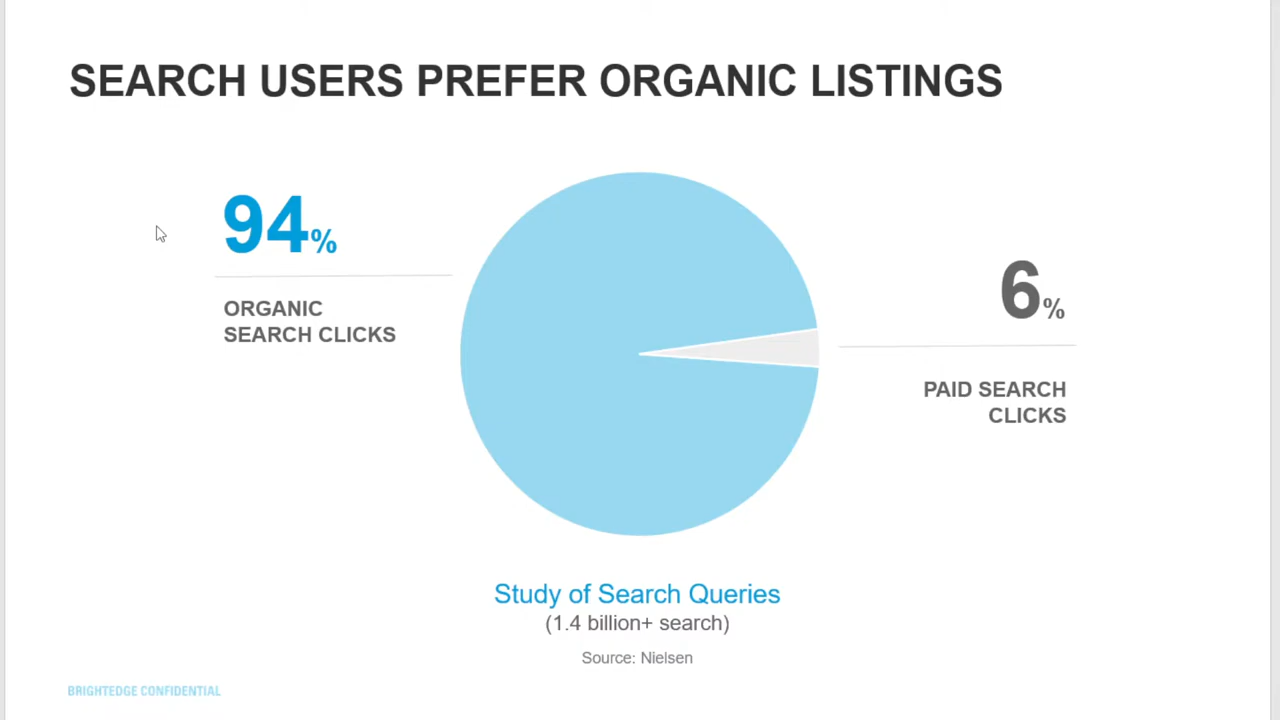 SEARCH USERS PREFER ORGANIC LISTINGS
94%
ORGANIC
SEARCH CLICKS
6%
PAID SEARCH
CLICKS
Study of Search Queries
(1.4 billion+ search)
Source: Nielsen
BRIGHTEDGE CONFIDENTIAL